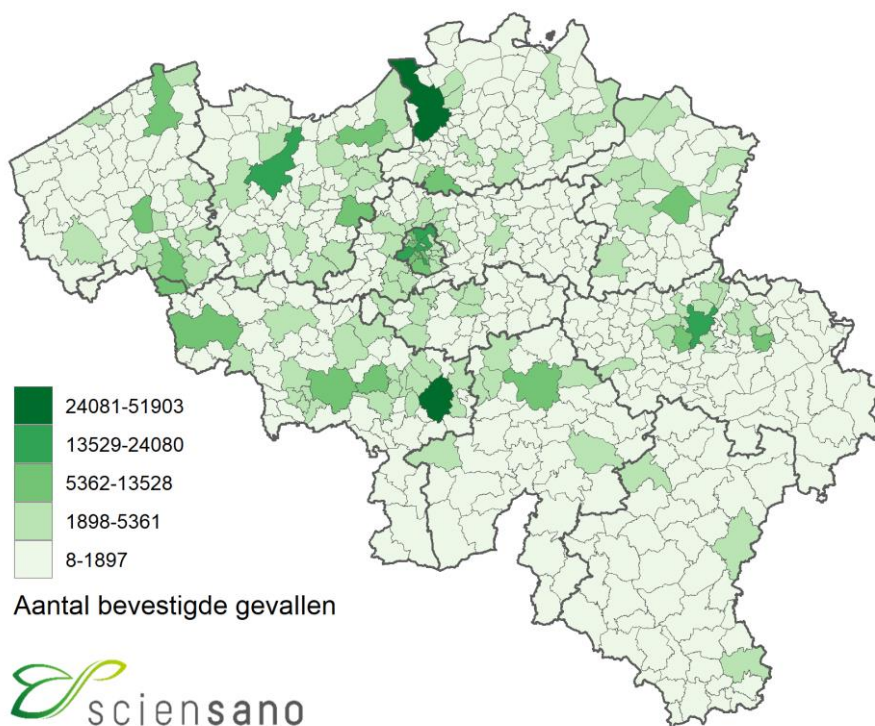 24081-51903
13529-24080
5362-13528
1898-5361
8-1897
Aantal bevestigde gevallen
sciensano